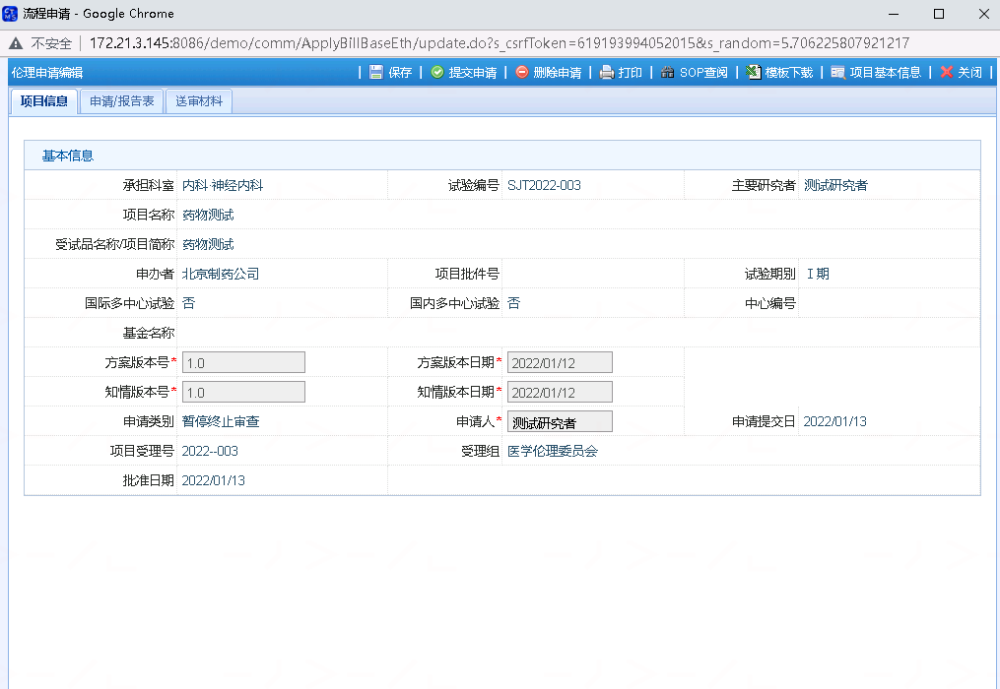 流程申请 - Google Chrome
不安全 172.21.3.145:8086/demo/comm/ApplyBillBaseEth/update.do?s_csrfToken=619193994052015&s_random=5.706225807921217
伦理申请编辑 | 保存 | 提交申请 | 删除申请 | 打印 | SOP查阅 | 模板下载 | 项目基本信息 | 关闭 |
项目信息 申请/报告表 送审材料
基本信息
承担科室 内科·神经内科 试验编号 SJT2022-003 主要研究者 测试研究者
项目名称 药物测试
受试品名称/项目简称 药物测试
申办者 北京制药公司 项目批件号 试验期别 Ⅰ期
国际多中心试验 否 国内多中心试验 否 中心编号
基金名称
方案版本号* 1.0 方案版本日期* 2022/01/12
知情版本号* 1.0 知情版本日期* 2022/01/12
申请类别 暂停终止审查 申请人* 测试研究者 申请提交日 2022/01/13
项目受理号 2022--003 受理组 医学伦理委员会
批准日期 2022/01/13